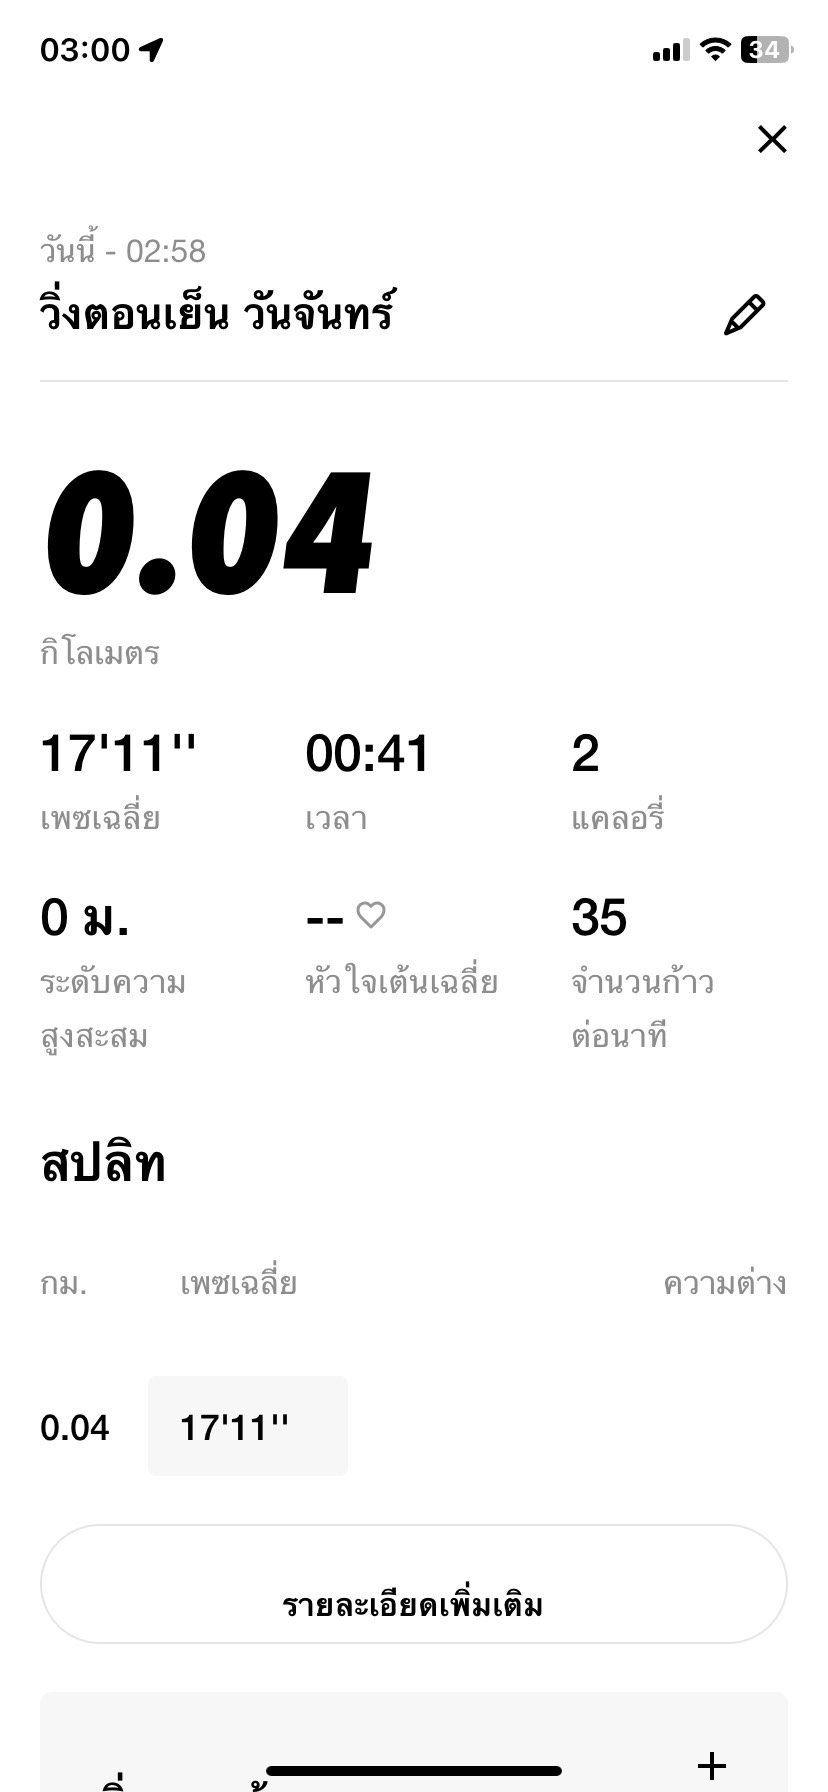 03:00
34
วันนี้ - 02:58
วิ่งตอนเย็น วันจันทร์
0.04
กิโลเมตร
17'11''
00:41
2
เพซเฉลี่ย
เวลา
แคลอรี่
0 ม.
--
35
ระดับความ
สูงสะสม
หัวใจเต้นเฉลี่ย
จำนวนก้าว
ต่อนาที
สปลิท
กม.
เพซเฉลี่ย
ความต่าง
0.04
17'11''
รายละเอียดเพิ่มเติม